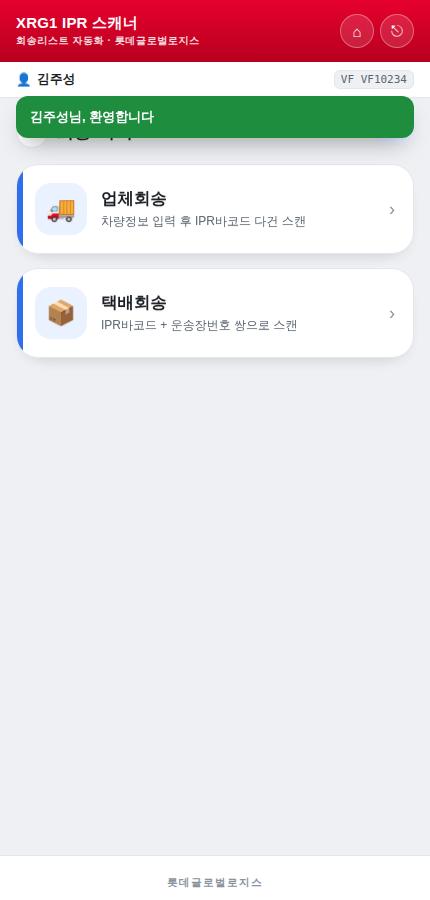 XRG1 IPR 스캐너
회송리스트 자동화 · 롯데글로벌로지스
김주성
VF VF10234
김주성님, 환영합니다
업체회송
차량정보 입력 후 IPR바코드 다건 스캔
택배회송
IPR바코드 + 운송장번호 쌍으로 스캔
롯데글로벌로지스